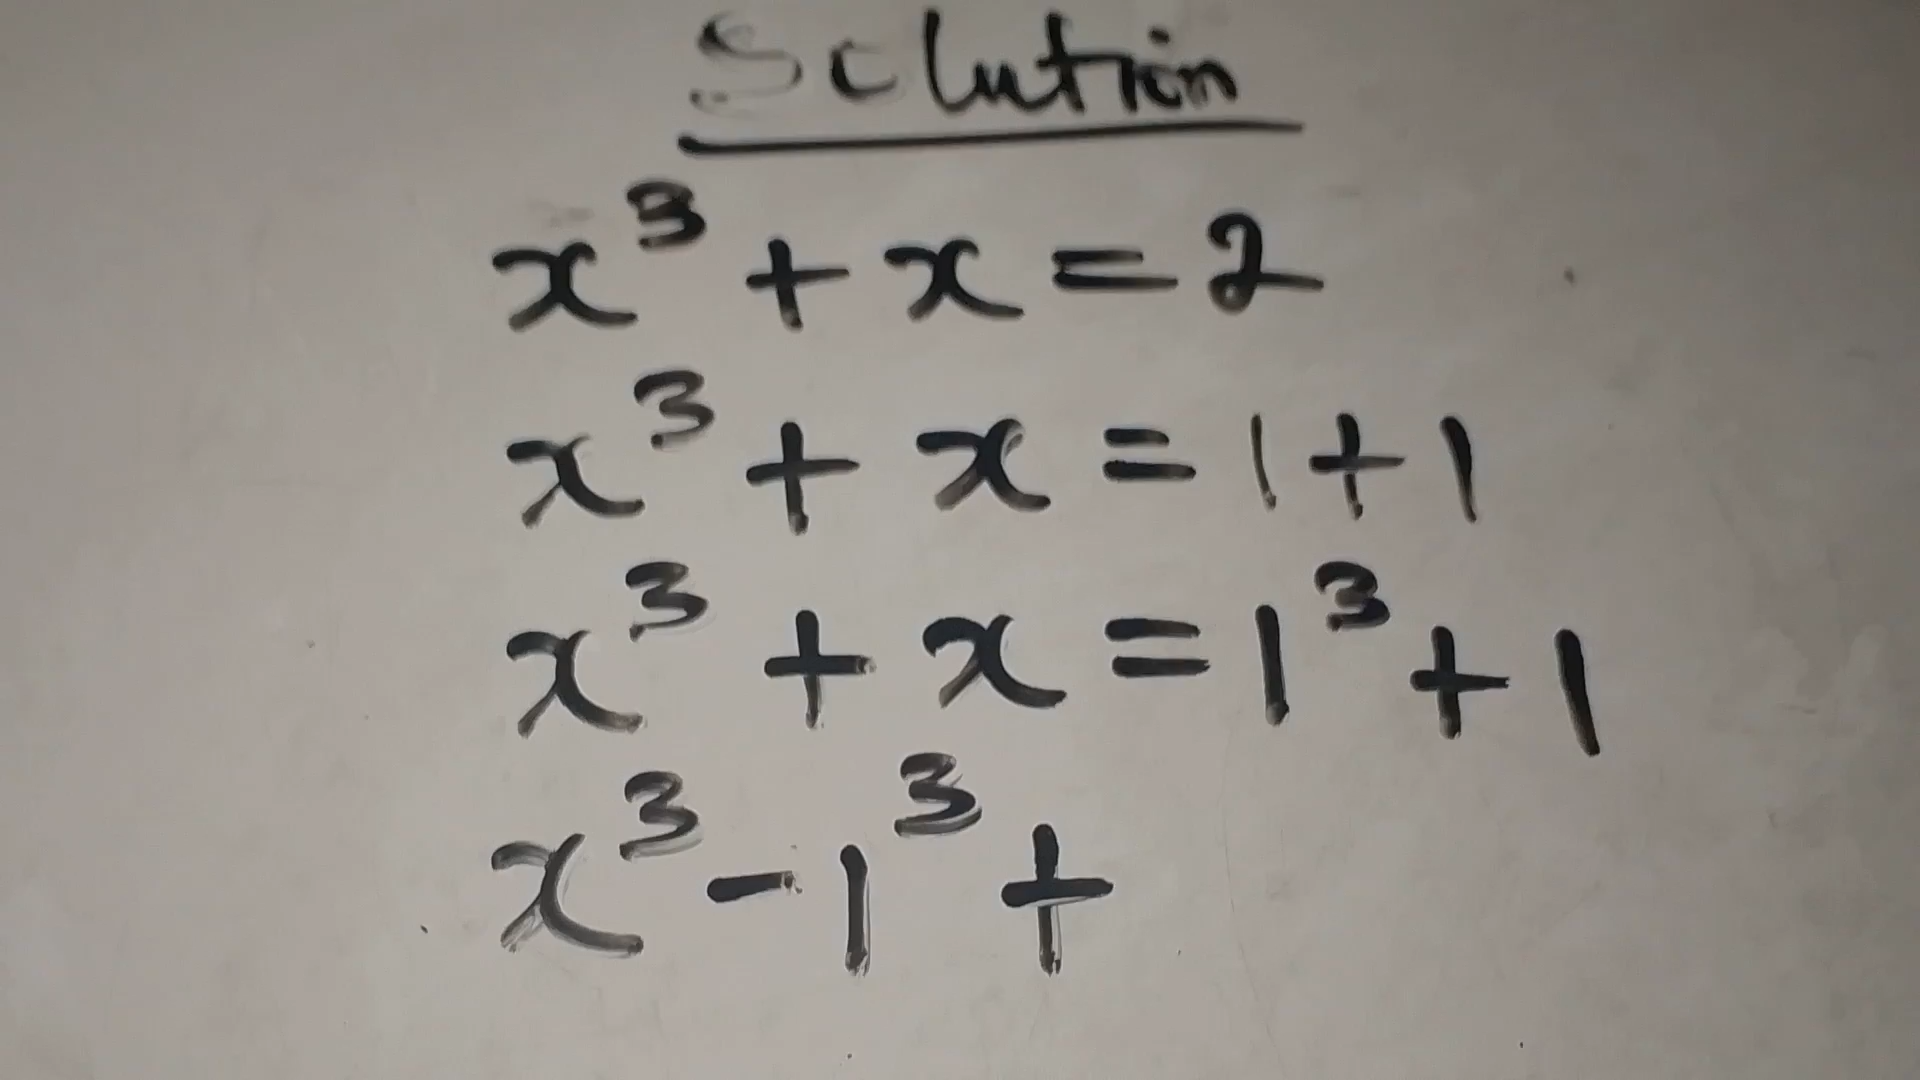 Solution
x³ + x = 2
x³ + x = 1 + 1
x³ + x = 1³ + 1
x³ - 1³ +